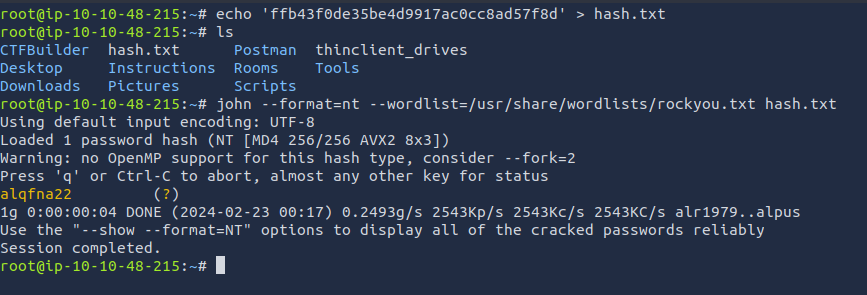 root@ip-10-10-48-215:~# echo 'ffb43f0de35be4d9917ac0cc8ad57f8d' > hash.txt
root@ip-10-10-48-215:~# ls
CTFBuilder  hash.txt      Postman  thinclient_drives
Desktop     Instructions  Rooms    Tools
Downloads   Pictures      Scripts
root@ip-10-10-48-215:~# john --format=nt --wordlist=/usr/share/wordlists/rockyou.txt hash.txt
Using default input encoding: UTF-8
Loaded 1 password hash (NT [MD4 256/256 AVX2 8x3])
Warning: no OpenMP support for this hash type, consider --fork=2
Press 'q' or Ctrl-C to abort, almost any other key for status
alqfna22         (?)
1g 0:00:00:04 DONE (2024-02-23 00:17) 0.2493g/s 2543Kp/s 2543Kc/s 2543KC/s alr1979..alpus
Use the "--show --format=NT" options to display all of the cracked passwords reliably
Session completed.
root@ip-10-10-48-215:~#